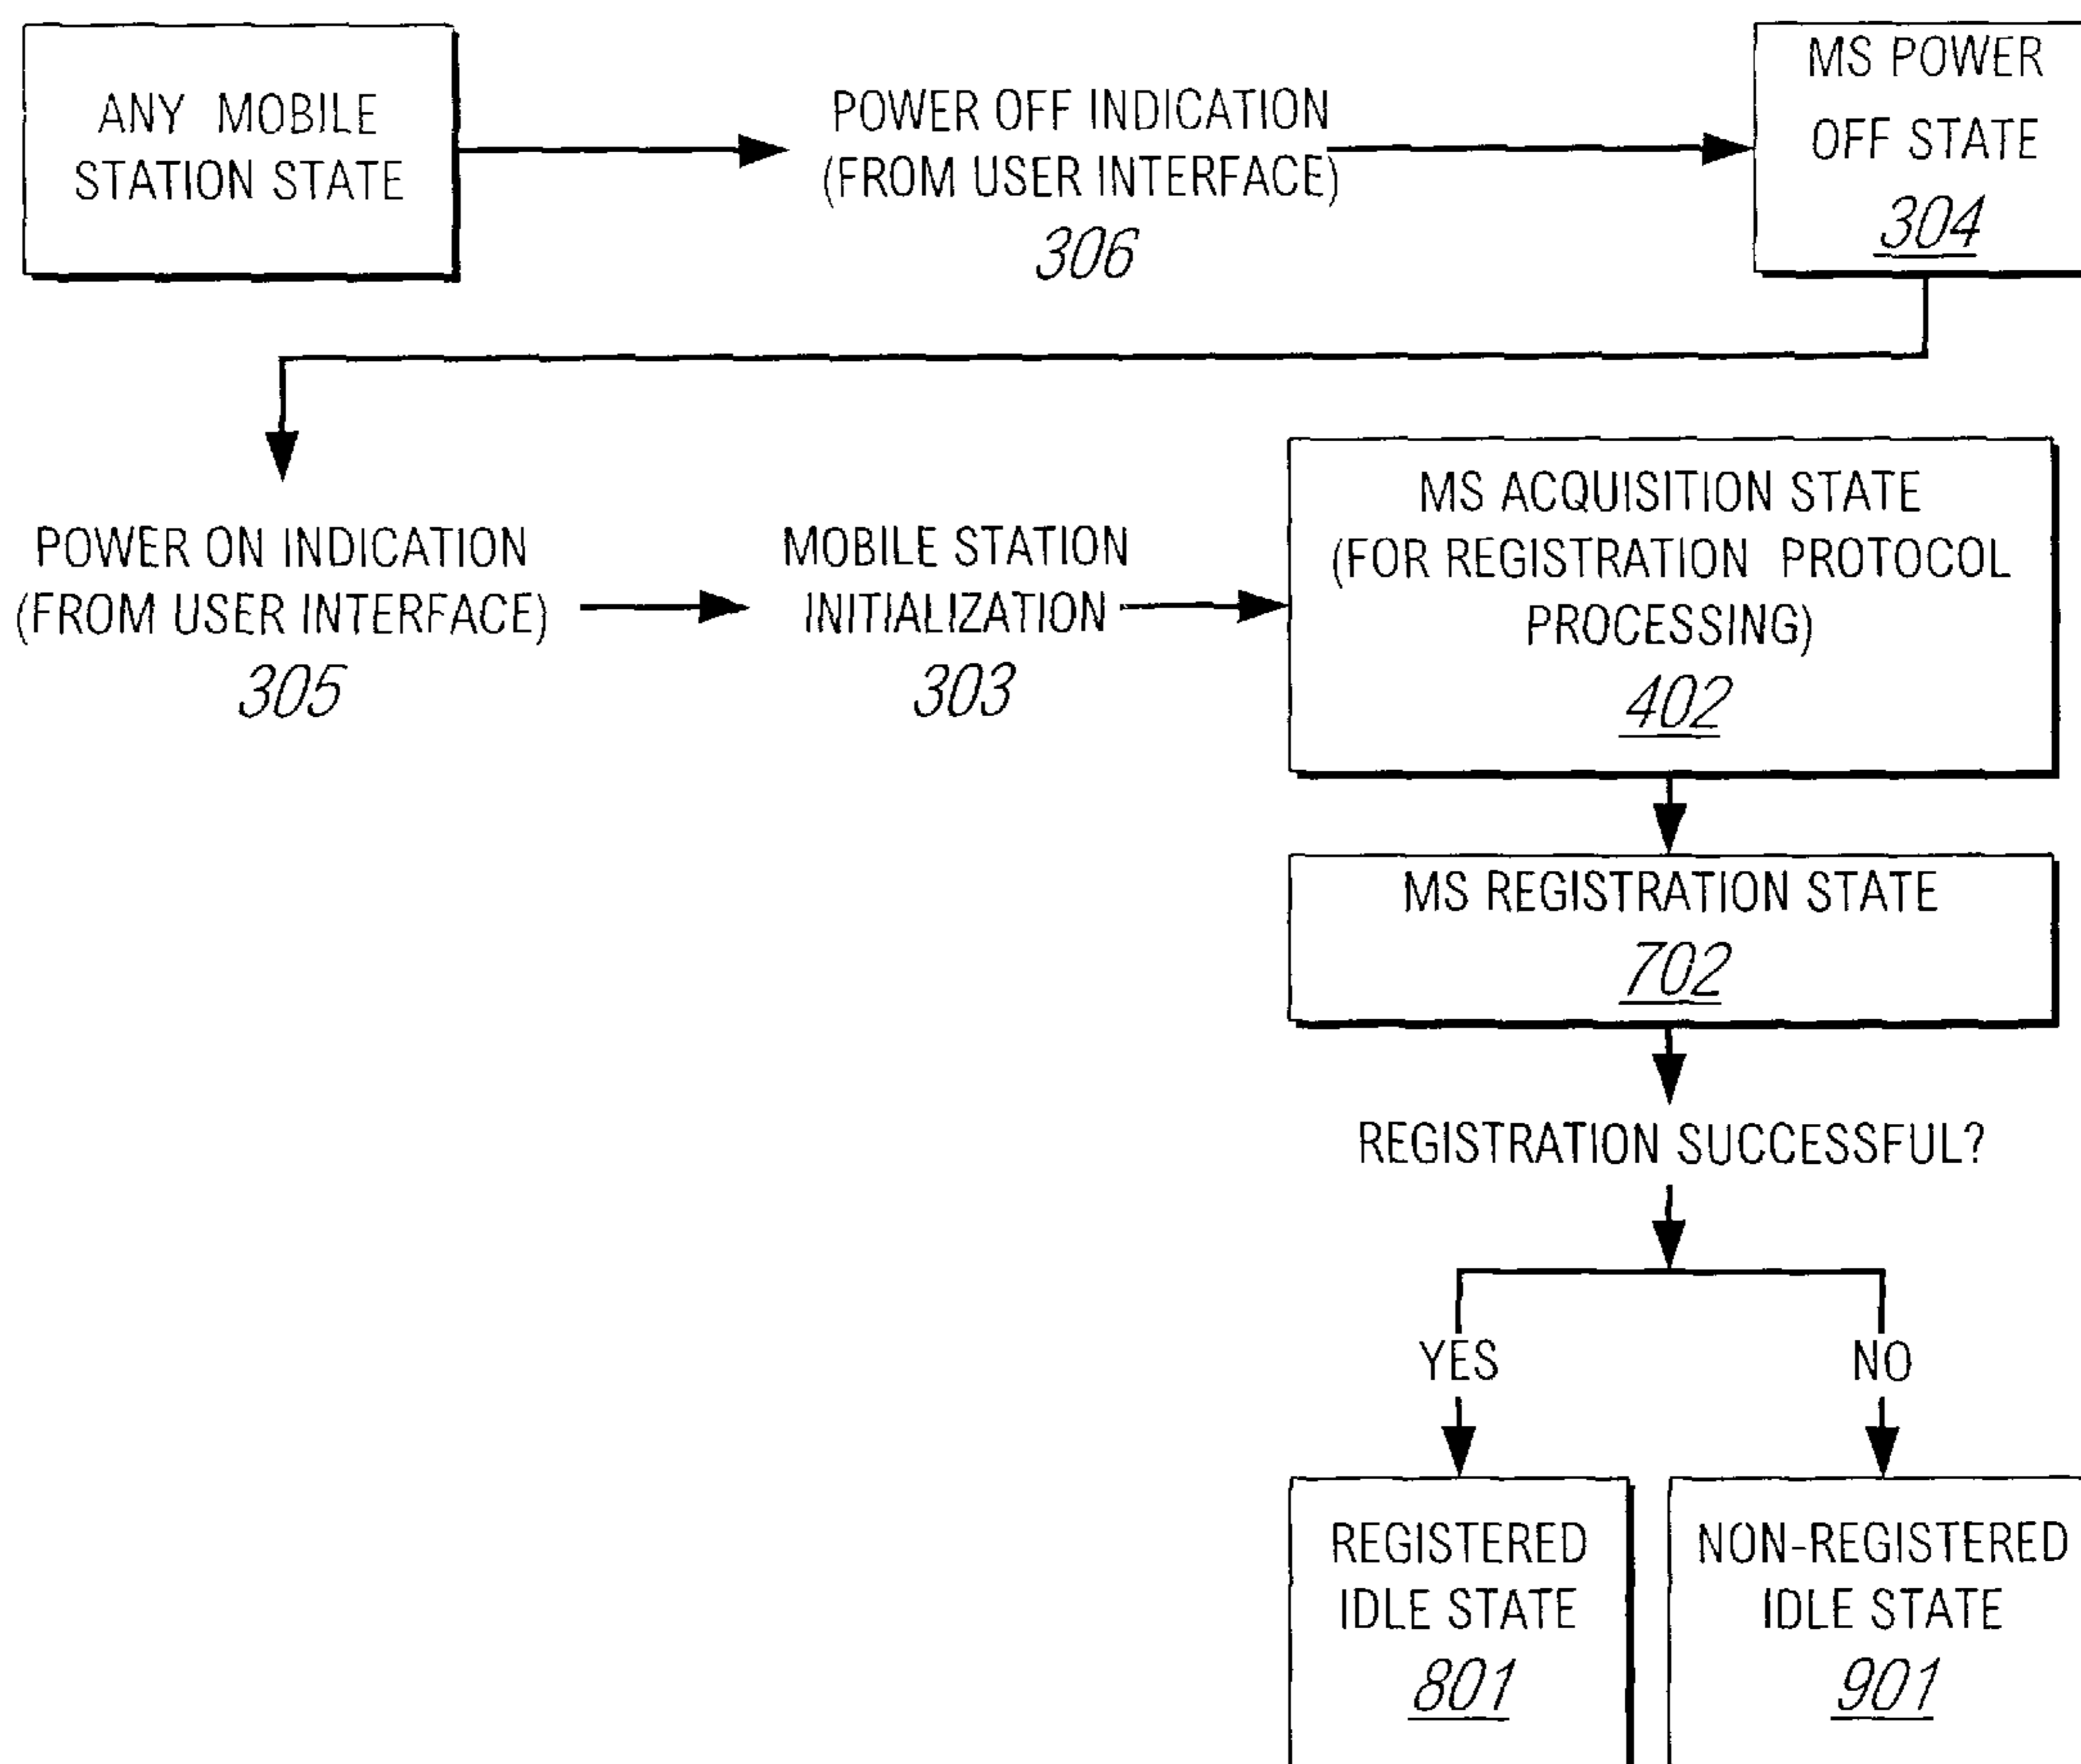 ANY MOBILE
STATION STATE
POWER OFF INDICATION
(FROM USER INTERFACE)
306
MS POWER
OFF STATE
304
POWER ON INDICATION
(FROM USER INTERFACE)
305
MOBILE STATION
INITIALIZATION
303
MS ACQUISITION STATE
(FOR REGISTRATION PROTOCOL
PROCESSING)
402
MS REGISTRATION STATE
702
REGISTRATION SUCCESSFUL?
YES
NO
REGISTERED
IDLE STATE
801
NON-REGISTERED
IDLE STATE
901